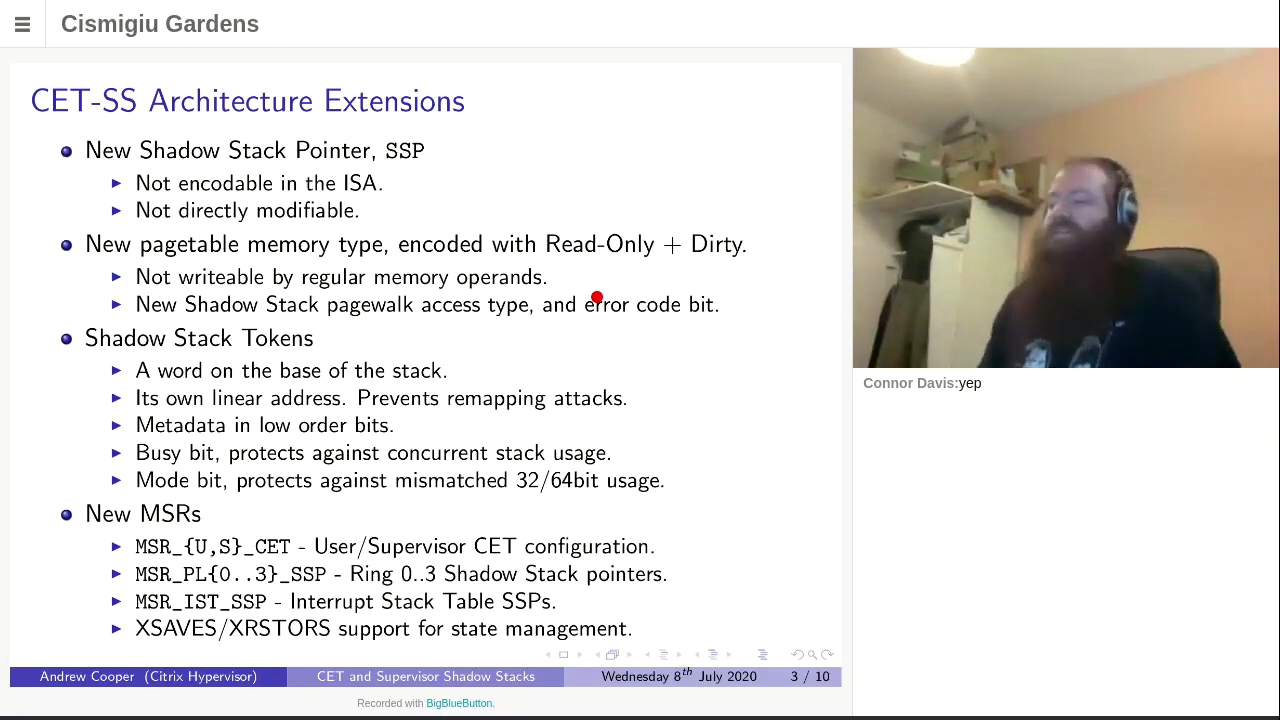 Cismigiu Gardens
CET-SS Architecture Extensions
New Shadow Stack Pointer, SSP
Not encodable in the ISA.
Not directly modifiable.
New pagetable memory type, encoded with Read-Only + Dirty.
Not writeable by regular memory operands.
New Shadow Stack pagewalk access type, and error code bit.
Shadow Stack Tokens
A word on the base of the stack.
Its own linear address. Prevents remapping attacks.
Metadata in low order bits.
Busy bit, protects against concurrent stack usage.
Mode bit, protects against mismatched 32/64bit usage.
New MSRs
MSR_{U,S}_CET - User/Supervisor CET configuration.
MSR_PL{0..3}_SSP - Ring 0..3 Shadow Stack pointers.
MSR_IST_SSP - Interrupt Stack Table SSPs.
XSAVES/XRSTORS support for state management.
Andrew Cooper (Citrix Hypervisor) CET and Supervisor Shadow Stacks Wednesday 8th July 2020 3 / 10
Recorded with BigBlueButton.
Connor Davis:yep